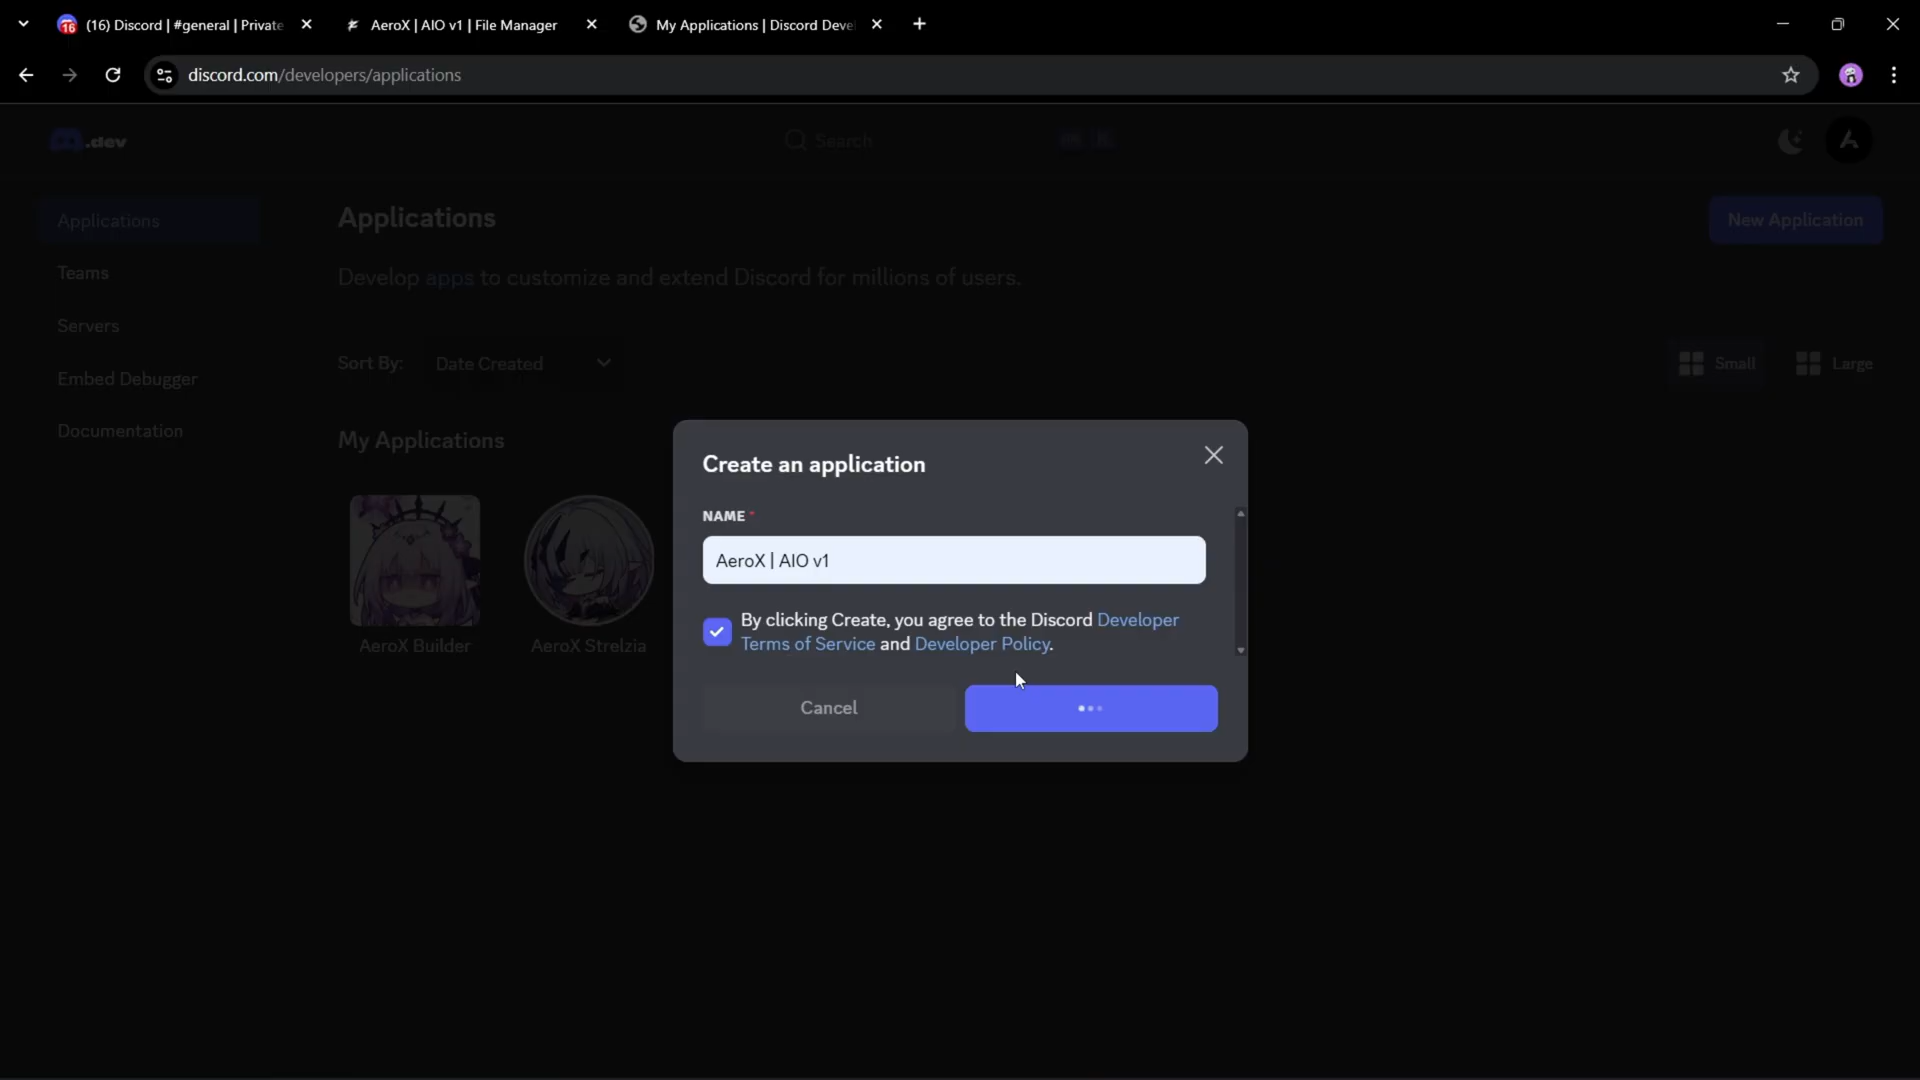 (16) Discord | #general | Private
AeroX | AIO v1 | File Manager
My Applications | Discord Deve
discord.com/developers/applications
.dev
Search
Applications
Teams
Servers
Embed Debugger
Documentation
Applications
New Application
Develop apps to customize and extend Discord for millions of users.
Sort By:
Date Created
Small
Large
My Applications
AeroX Builder
AeroX Strelzia
Create an application
NAME *
AeroX | AIO v1
By clicking Create, you agree to the Discord Developer
Terms of Service and Developer Policy.
Cancel